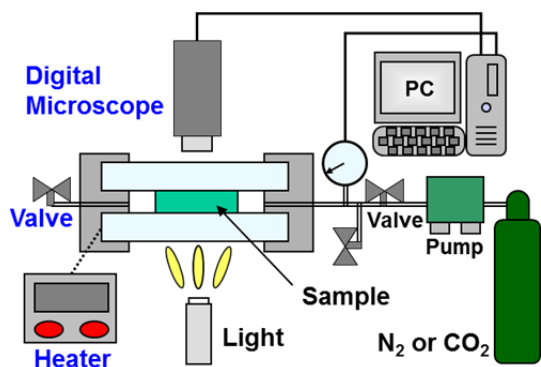 Digital
Microscope
PC
Valve
Valve
Pump
Sample
Light
Heater
N₂ or CO₂